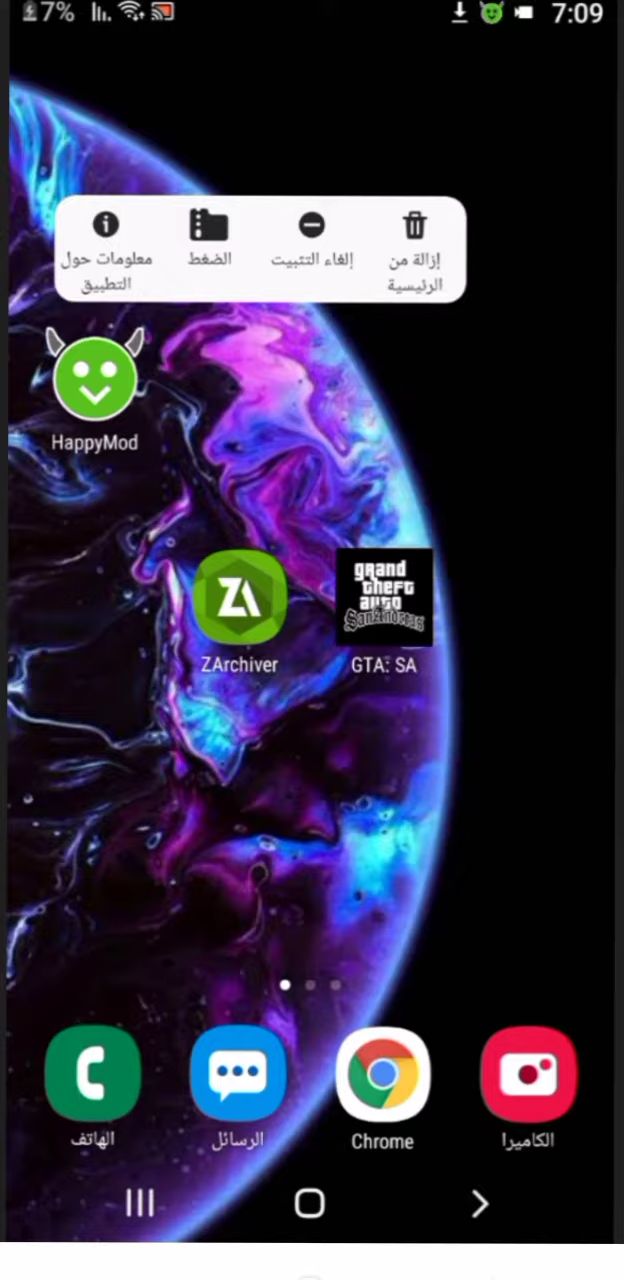 7%
7:09
إزالة من الرئيسية
إلغاء التثبيت
الضغط
معلومات حول التطبيق
HappyMod
ZA
grand
theft
auto
San Andreas
ZArchiver
GTA: SA
الهاتف
الرسائل
Chrome
الكاميرا